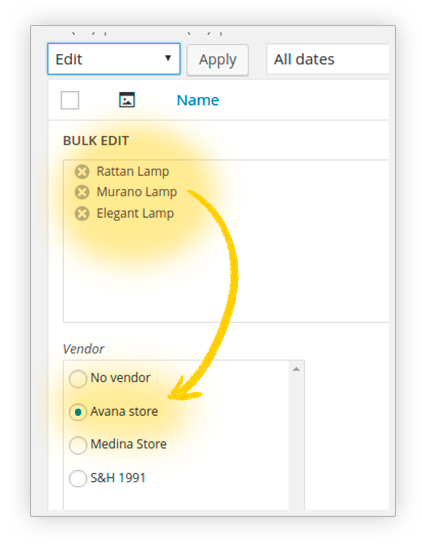 Edit
Apply
All dates
Name
BULK EDIT
Rattan Lamp
Murano Lamp
Elegant Lamp
Vendor
No vendor
Avana store
Medina Store
S&H 1991